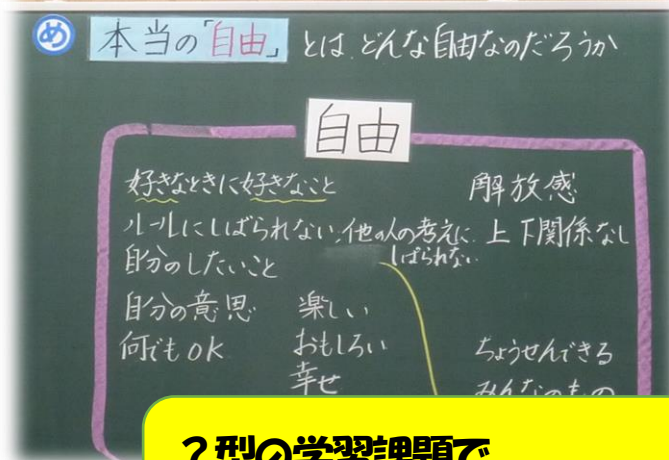 め 本当の「自由」とは、どんな自由なのだろうか
自由
好きなときに好きなこと
解放感
ルールにしばられない、他の人の考えに
しばられない
上下関係なし
自分のしたいこと
自分の意思
楽しい
何でもOK
おもしろい
幸せ
ちょうせんできる
みんなのもの
?型の学習課題で